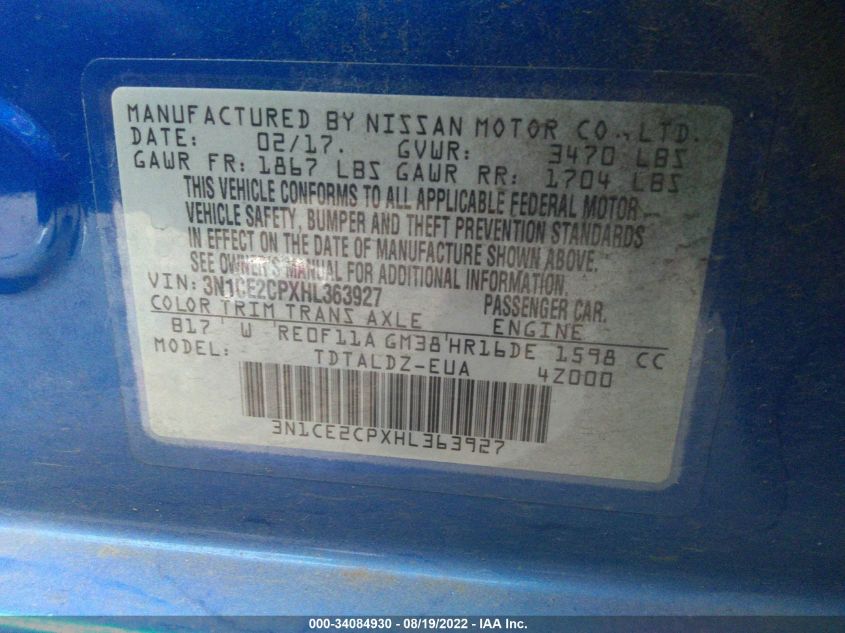 MANUFACTURED BY NISSAN MOTOR CO., LTD.
DATE: 02/17. GVWR: 3470 LBS
GAWR FR: 1867 LBS GAWR RR: 1704 LBS
THIS VEHICLE CONFORMS TO ALL APPLICABLE FEDERAL MOTOR
VEHICLE SAFETY, BUMPER AND THEFT PREVENTION STANDARDS
IN EFFECT ON THE DATE OF MANUFACTURE SHOWN ABOVE.
SEE OWNER'S MANUAL FOR ADDITIONAL INFORMATION.
VIN: 3N1CE2CPXHL363927 PASSENGER CAR.
COLOR TRIM TRANS AXLE ENGINE
B17 W RE0F11A GM38 HR16DE 1598 CC
MODEL: TDTALDZ-EUA 4Z000
3N1CE2CPXHL363927
000-34084930 - 08/19/2022 - IAA Inc.